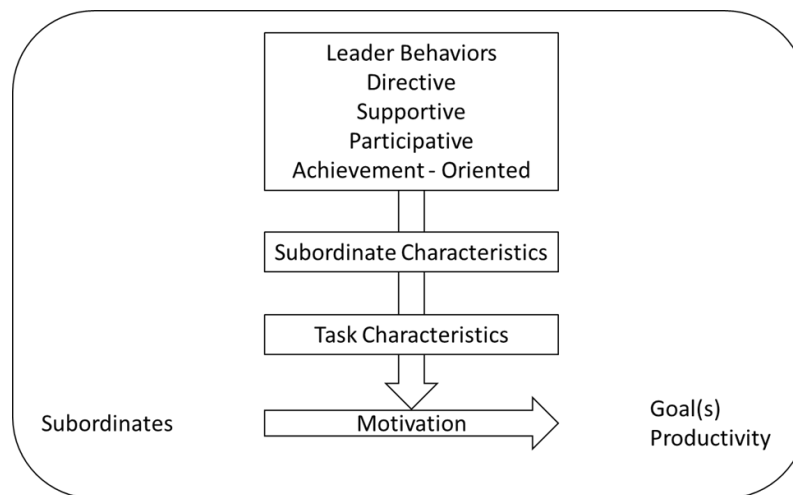 Leader Behaviors
Directive
Supportive
Participative
Achievement - Oriented
Subordinate Characteristics
Task Characteristics
Subordinates
Motivation
Goal(s)
Productivity